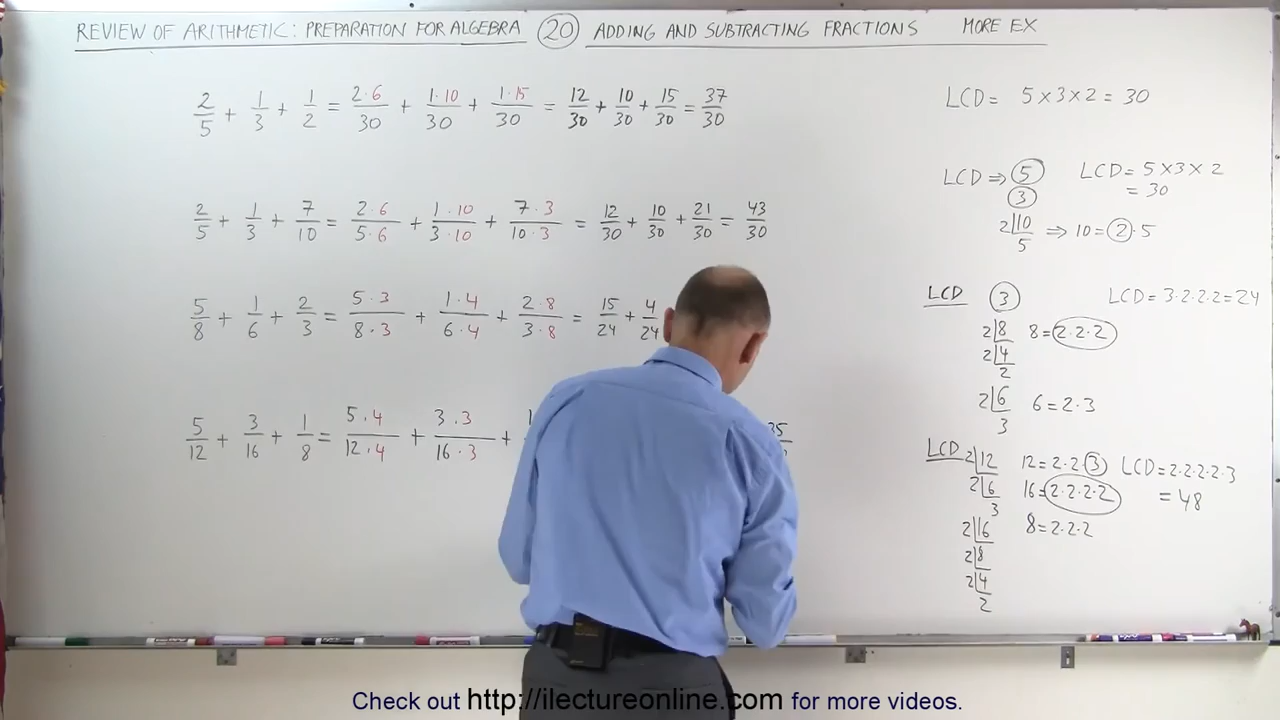 REVIEW OF ARITHMETIC: PREPARATION FOR ALGEBRA 20 ADDING AND SUBTRACTING FRACTIONS MORE EX
2/5 + 1/3 + 1/2 = 2·6/30 + 1·10/30 + 1·15/30 = 12/30 + 10/30 + 15/30 = 37/30
LCD = 5 × 3 × 2 = 30
2/5 + 1/3 + 7/10 = 2·6/5·6 + 1·10/3·10 + 7·3/10·3 = 12/30 + 10/30 + 21/30 = 43/30
LCD ⇒ 5 LCD = 5 × 3 × 2
3 = 30
2|10 ⇒ 10 = 2·5
5
5/8 + 1/6 + 2/3 = 5·3/8·3 + 1·4/6·4 + 2·8/3·8 = 15/24 + 4/24
LCD 3 LCD = 3·2·2·2 = 24
2|8 8 = 2·2·2
2|4
2
2|6 6 = 2·3
3
5/12 + 3/16 + 1/8 = 5·4/12·4 + 3·3/16·3 +
LCD 2|12 12 = 2·2·3 LCD = 2·2·2·2·3
2|6 16 = 2·2·2·2 = 48
3
2|16 8 = 2·2·2
2|8
2|4
2
Check out http://ilectureonline.com for more videos.